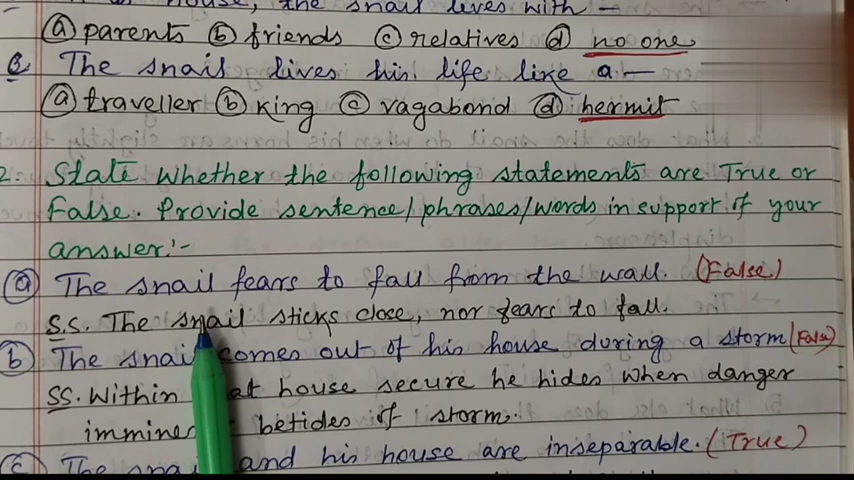 house, the snail lives with -
(a) parents (b) friends (c) relatives (d) no one
Q The snail lives his life like a -
(a) traveller (b) king (c) vagabond (d) hermit
2. State whether the following statements are True or
False. Provide sentence/phrases/words in support of your
answer:-
(a) The snail fears to fall from the wall. (False)
S.S. The snail sticks close, nor fears to fall.
(b) The snail comes out of his house during a storm (False)
SS. Within at house secure he hides when danger
immine betides of storm.
(c) The snai and his house are inseparable. (True)